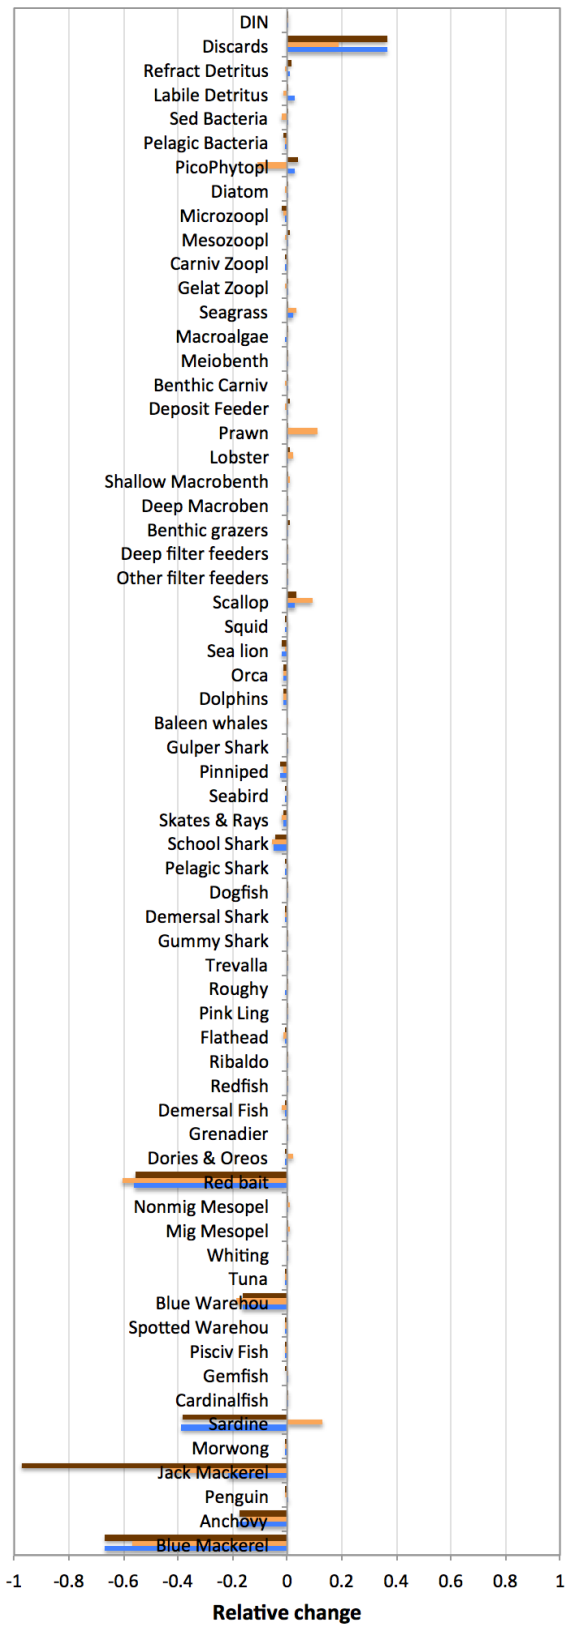 DIN
Discards
Refract Detritus
Labile Detritus
Sed Bacteria
Pelagic Bacteria
PicoPhytopl
Diatom
Microzoopl
Mesozoopl
Carniv Zoopl
Gelat Zoopl
Seagrass
Macroalgae
Meiobenth
Benthic Carniv
Deposit Feeder
Prawn
Lobster
Shallow Macrobenth
Deep Macroben
Benthic grazers
Deep filter feeders
Other filter feeders
Scallop
Squid
Sea lion
Orca
Dolphins
Baleen whales
Gulper Shark
Pinniped
Seabird
Skates & Rays
School Shark
Pelagic Shark
Dogfish
Demersal Shark
Gummy Shark
Trevalla
Roughy
Pink Ling
Flathead
Ribaldo
Redfish
Demersal Fish
Grenadier
Dories & Oreos
Red bait
Nonmig Mesopel
Mig Mesopel
Whiting
Tuna
Blue Warehou
Spotted Warehou
Pisciv Fish
Gemfish
Cardinalfish
Sardine
Morwong
Jack Mackerel
Penguin
Anchovy
Blue Mackerel
-1 -0.8 -0.6 -0.4 -0.2 0 0.2 0.4 0.6 0.8 1
Relative change